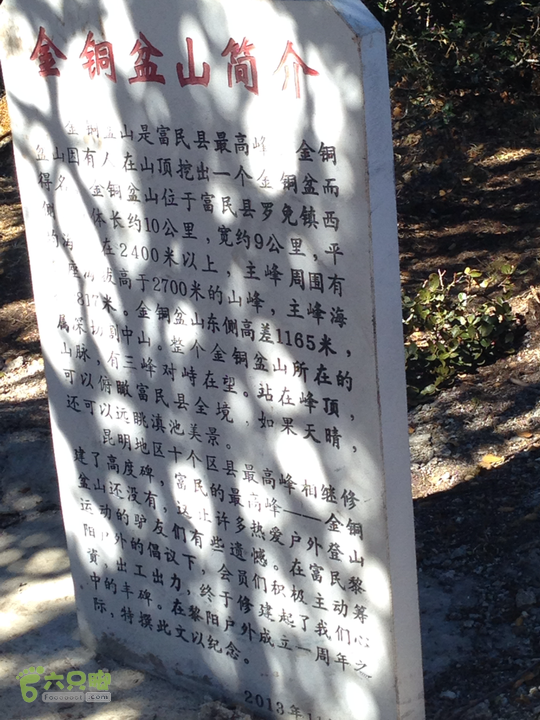 金铜盆山简介
金铜盆山是富民县最高峰 金铜
盆山因有人在山顶挖出一个金铜盆而
得名 金铜盆山位于富民县罗免镇西
侧 体长约10公里，宽约9公里，平
均海 在2400米以上，主峰周围有
座海拔高于2700米的山峰，主峰海
米。金铜盆山东侧高差1165米，
属深切割中山。整个金铜盆山所在的
山脉，有三峰对峙在望。站在峰顶，
可以俯瞰富民县全境，如果天晴，
还可以远眺滇池美景。
昆明地区十个区县最高峰相继修
建了高度碑，富民的最高峰——金铜
盆山还没有，这让许多热爱户外登山
运动的驴友们有些遗憾。在富民黎
阳户外的倡议下，会员们积极主动筹
资，出工出力，终于修建起了我们心
中的丰碑。在黎阳户外成立一周年之
际，特撰此文以纪念。
2013年11
六只脚
Foooooot.com